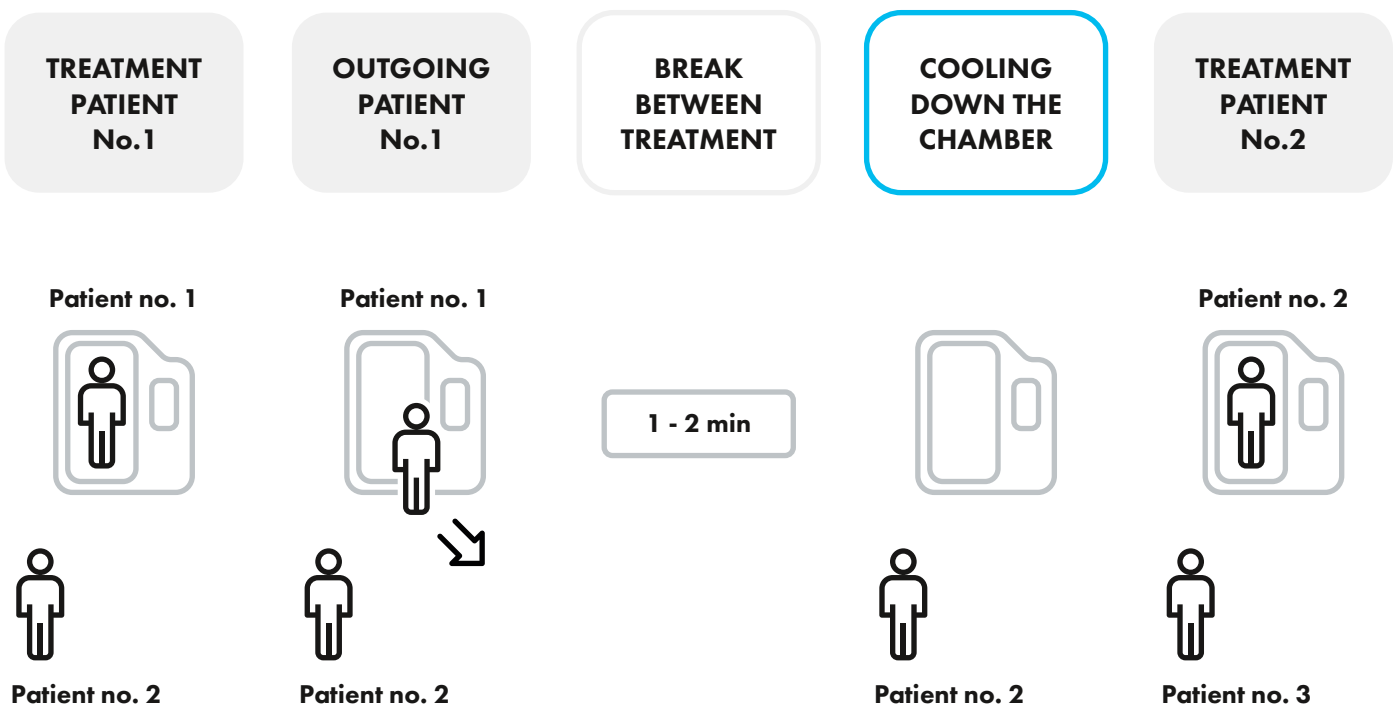 TREATMENT
PATIENT
No.1
OUTGOING
PATIENT
No.1
BREAK
BETWEEN
TREATMENT
COOLING
DOWN THE
CHAMBER
TREATMENT
PATIENT
No.2
Patient no. 1
Patient no. 1
Patient no. 2
1 - 2 min
Patient no. 2
Patient no. 2
Patient no. 2
Patient no. 3